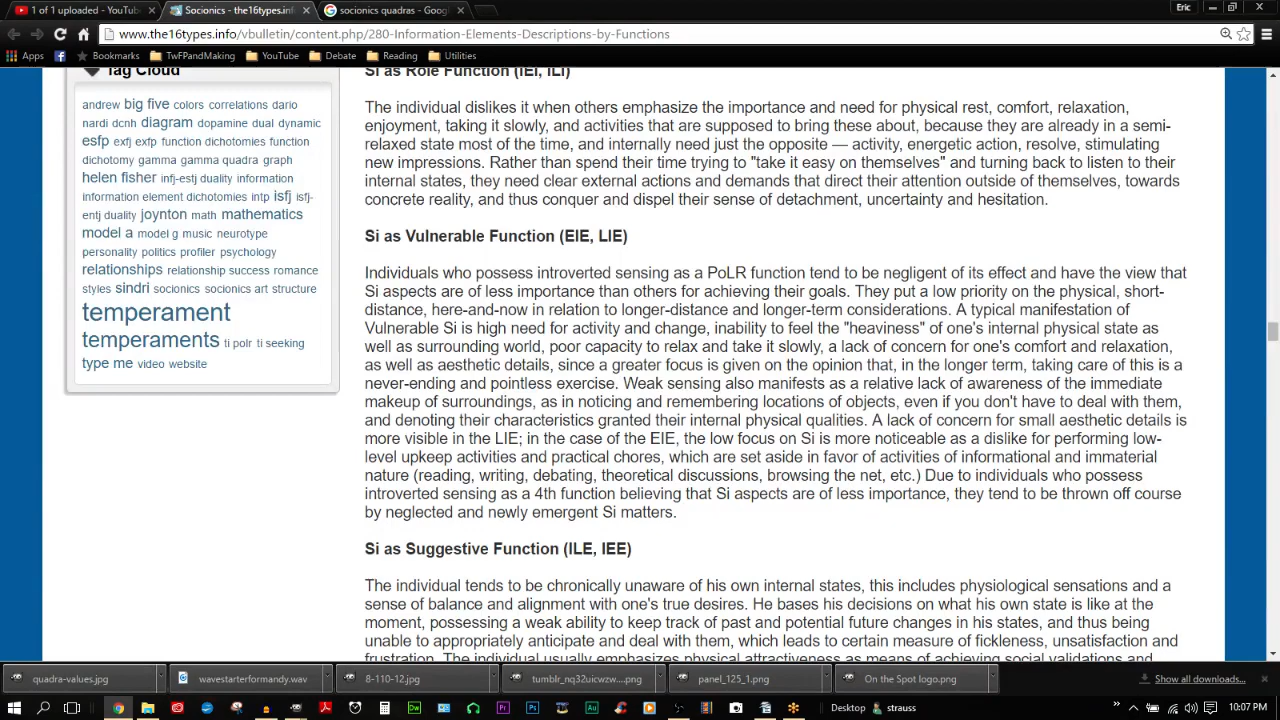 1 of 1 uploaded - YouTube
Socionics - the16types.info
socionics quadras - Goog
Eric
www.the16types.info/vbulletin/content.php/280-Information-Elements-Descriptions-by-Functions
Apps
Bookmarks
TwFPandMaking
YouTube
Debate
Reading
Utilities
Tag Cloud
andrew big five colors correlations dario
nardi dcnh diagram dopamine dual dynamic
esfp exfj exfp function dichotomies function
dichotomy gamma gamma quadra graph
helen fisher infj-estj duality information
information element dichotomies intp isfj isfj-
entj duality joynton math mathematics
model a model g music neurotype
personality politics profiler psychology
relationships relationship success romance
styles sindri socionics socionics art structure
temperament
temperaments ti polr ti seeking
type me video website
Si as Role Function (IEI, ILI)
The individual dislikes it when others emphasize the importance and need for physical rest, comfort, relaxation,
enjoyment, taking it slowly, and activities that are supposed to bring these about, because they are already in a semi-
relaxed state most of the time, and internally need just the opposite — activity, energetic action, resolve, stimulating
new impressions. Rather than spend their time trying to "take it easy on themselves" and turning back to listen to their
internal states, they need clear external actions and demands that direct their attention outside of themselves, towards
concrete reality, and thus conquer and dispel their sense of detachment, uncertainty and hesitation.
Si as Vulnerable Function (EIE, LIE)
Individuals who possess introverted sensing as a PoLR function tend to be negligent of its effect and have the view that
Si aspects are of less importance than others for achieving their goals. They put a low priority on the physical, short-
distance, here-and-now in relation to longer-distance and longer-term considerations. A typical manifestation of
Vulnerable Si is high need for activity and change, inability to feel the "heaviness" of one's internal physical state as
well as surrounding world, poor capacity to relax and take it slowly, a lack of concern for one's comfort and relaxation,
as well as aesthetic details, since a greater focus is given on the opinion that, in the longer term, taking care of this is a
never-ending and pointless exercise. Weak sensing also manifests as a relative lack of awareness of the immediate
makeup of surroundings, as in noticing and remembering locations of objects, even if you don't have to deal with them,
and denoting their characteristics granted their internal physical qualities. A lack of concern for small aesthetic details is
more visible in the LIE; in the case of the EIE, the low focus on Si is more noticeable as a dislike for performing low-
level upkeep activities and practical chores, which are set aside in favor of activities of informational and immaterial
nature (reading, writing, debating, theoretical discussions, browsing the net, etc.) Due to individuals who possess
introverted sensing as a 4th function believing that Si aspects are of less importance, they tend to be thrown off course
by neglected and newly emergent Si matters.
Si as Suggestive Function (ILE, IEE)
The individual tends to be chronically unaware of his own internal states, this includes physiological sensations and a
sense of balance and alignment with one's true desires. He bases his decisions on what his own state is like at the
moment, possessing a weak ability to keep track of past and potential future changes in his states, and thus being
unable to appropriately anticipate and deal with them, which leads to certain measure of fickleness, unsatisfaction and
frustration. The individual usually emphasizes physical attractiveness as means of achieving social validations and
quadra-values.jpg
wavestarterformandy.wav
8-110-12.jpg
tumblr_nq32uicwzw....png
panel_125_1.png
On the Spot logo.png
Show all downloads...
Desktop
strauss
10:07 PM